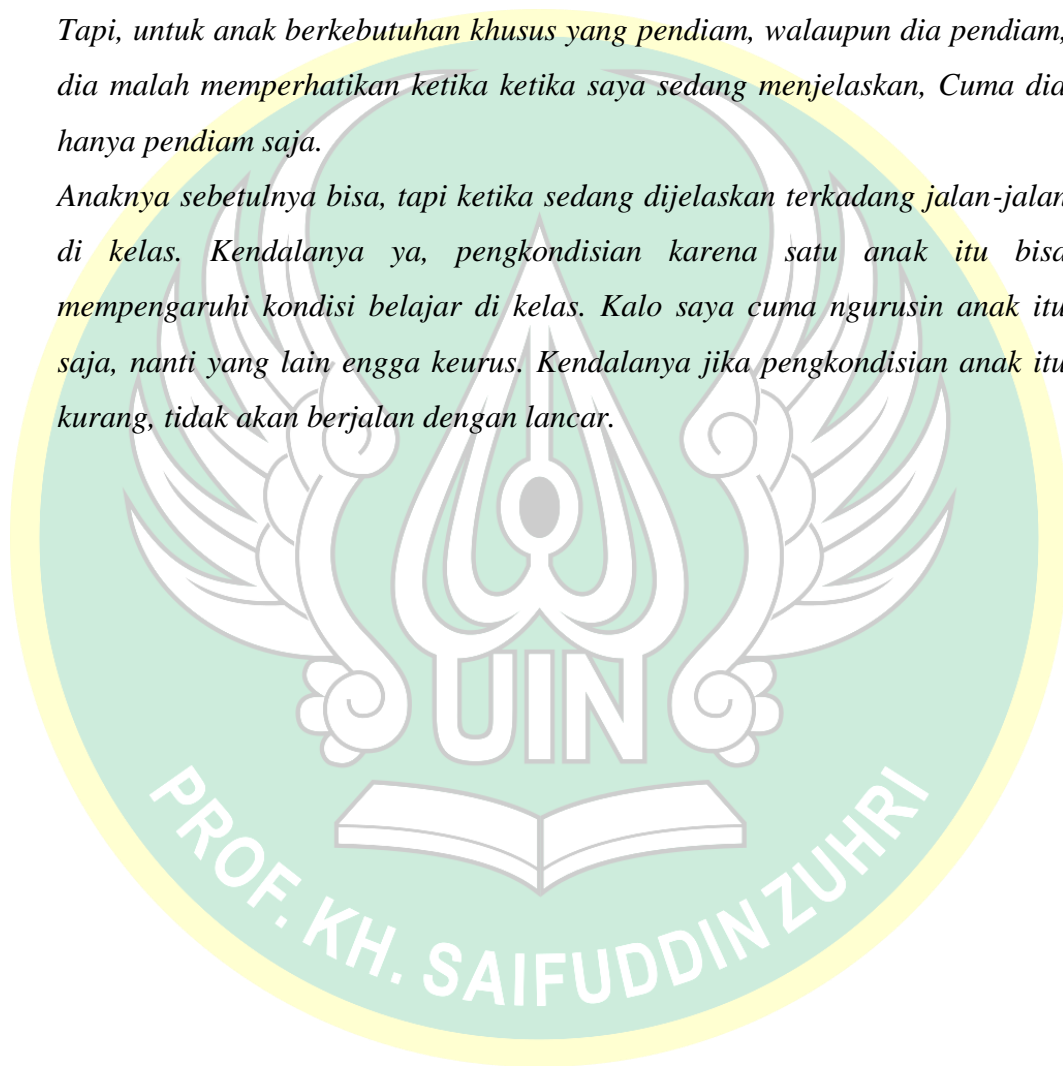 Tapi, untuk anak berkebutuhan khusus yang pendiam, walaupun dia pendiam,
dia malah memperhatikan ketika ketika saya sedang menjelaskan, Cuma dia
hanya pendiam saja.
Anaknya sebetulnya bisa, tapi ketika sedang dijelaskan terkadang jalan-jalan
di kelas. Kendalanya ya, pengkondisian karena satu anak itu bisa
mempengaruhi kondisi belajar di kelas. Kalo saya cuma ngurusin anak itu
saja, nanti yang lain engga keurus. Kendalanya jika pengkondisian anak itu
kurang, tidak akan berjalan dengan lancar.
UIN
PROF. KH. SAIFUDDIN ZUHRI